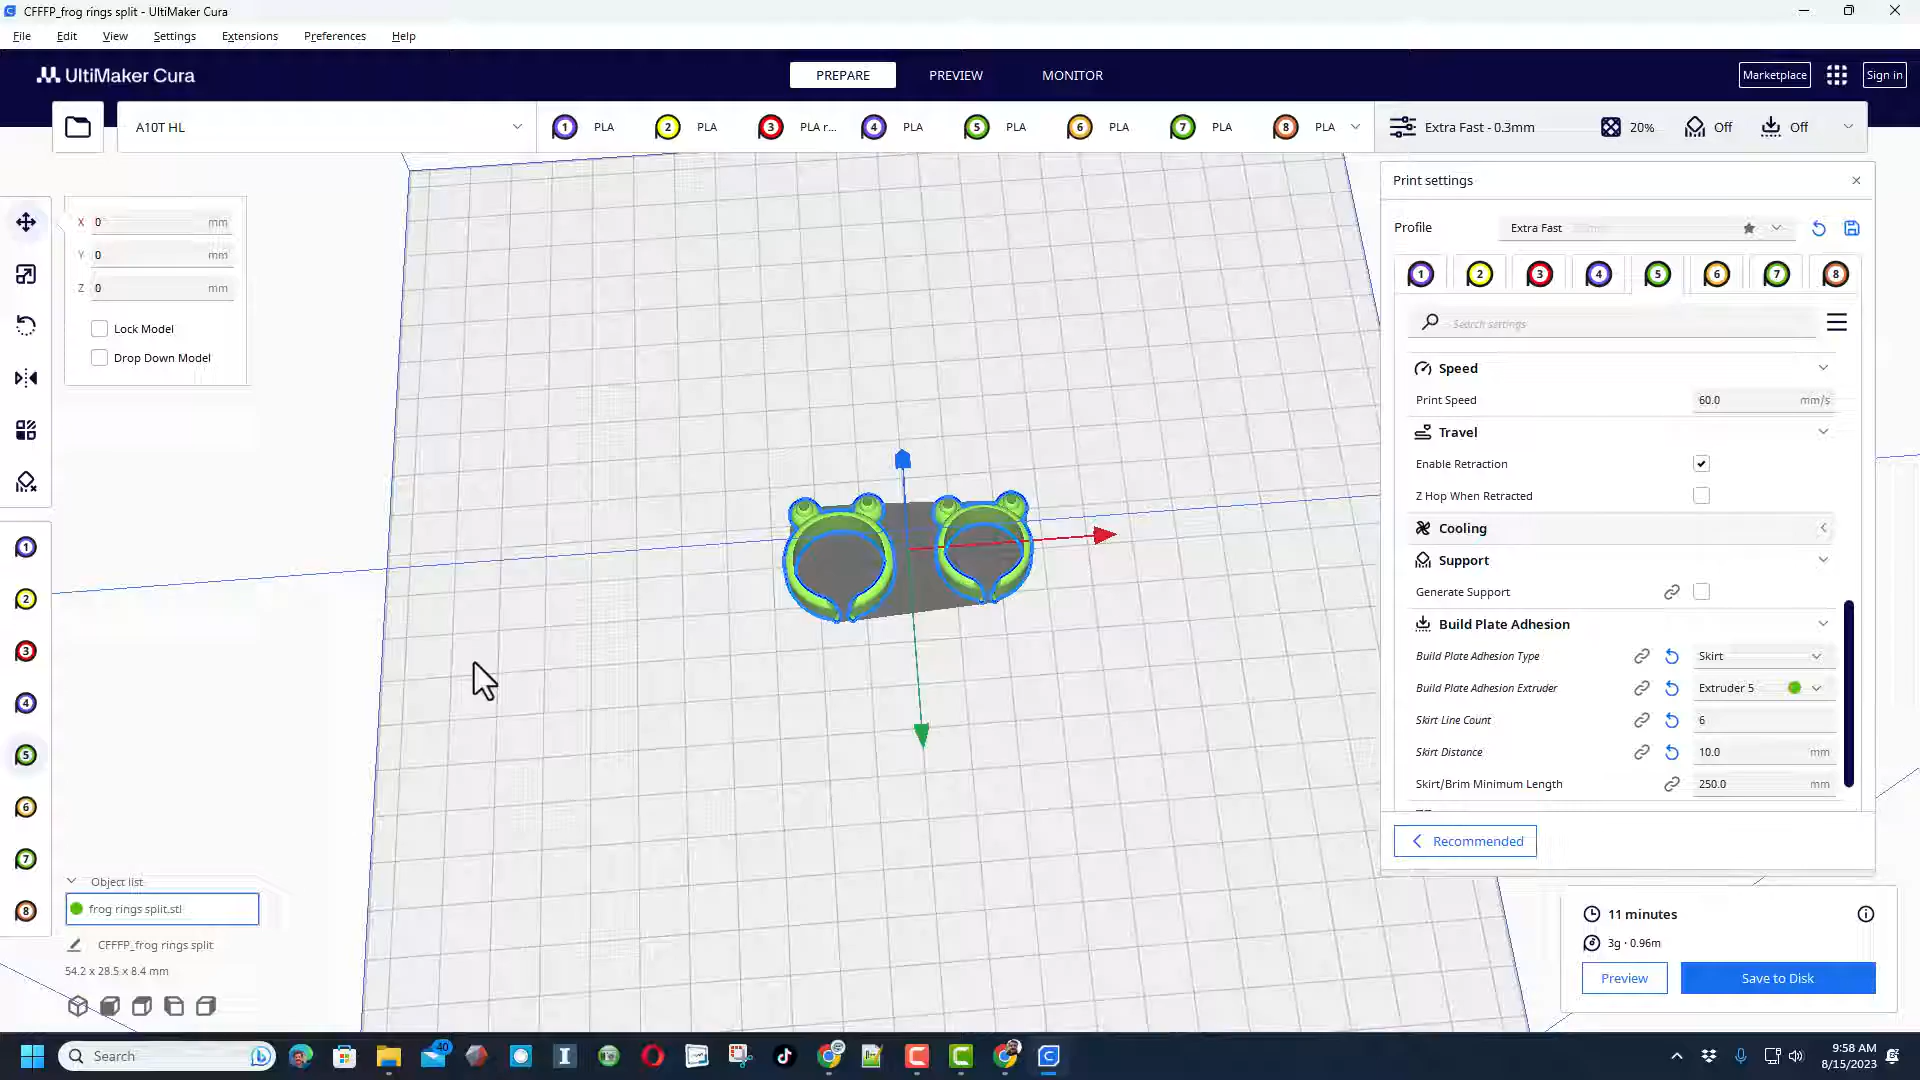 CFFFP_frog rings split - UltiMaker Cura
File Edit View Settings Extensions Preferences Help
UltiMaker Cura
PREPARE PREVIEW MONITOR
Marketplace
Sign in
A10T HL
1 PLA 2 PLA 3 PLA r... 4 PLA 5 PLA 6 PLA 7 PLA 8 PLA
Extra Fast - 0.3mm 20% Off Off
X 0 mm
Y 0 mm
Z 0 mm
Lock Model
Drop Down Model
1
2
3
4
5
6
7
8
Object list
frog rings split.stl
CFFFP_frog rings split
54.2 x 28.5 x 8.4 mm
Print settings
Profile Extra Fast
1 2 3 4 5 6 7 8
Search settings
Speed
Print Speed 60.0 mm/s
Travel
Enable Retraction
Z Hop When Retracted
Cooling
Support
Generate Support
Build Plate Adhesion
Build Plate Adhesion Type Skirt
Build Plate Adhesion Extruder Extruder 5
Skirt Line Count 6
Skirt Distance 10.0 mm
Skirt/Brim Minimum Length 250.0 mm
Recommended
11 minutes
3g · 0.96m
Preview Save to Disk
Search
40
9:58 AM
8/15/2023